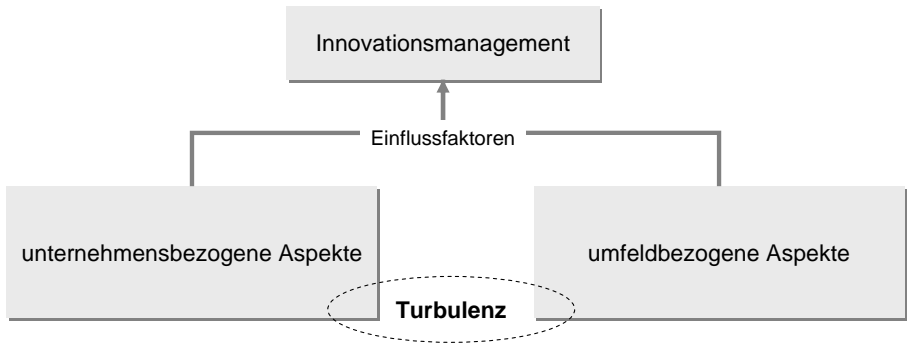 Innovationsmanagement
Einflussfaktoren
unternehmensbezogene Aspekte
umfeldbezogene Aspekte
Turbulenz